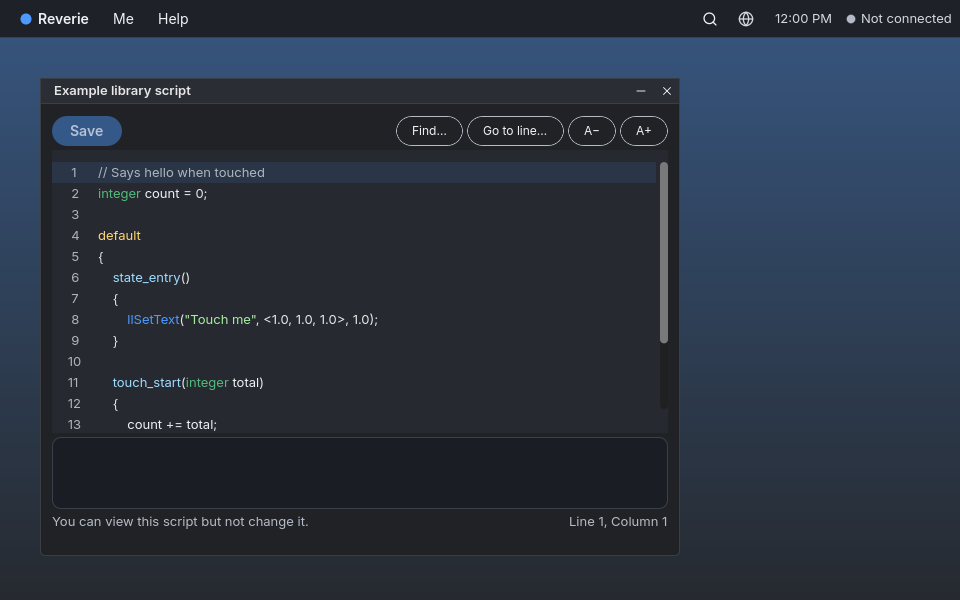 Reverie Me Help 12:00 PM Not connected
Example library script
Save Find... Go to line... A− A+
1 // Says hello when touched
2 integer count = 0;
3
4 default
5 {
6 state_entry()
7 {
8 llSetText("Touch me", <1.0, 1.0, 1.0>, 1.0);
9 }
10
11 touch_start(integer total)
12 {
13 count += total;
You can view this script but not change it. Line 1, Column 1